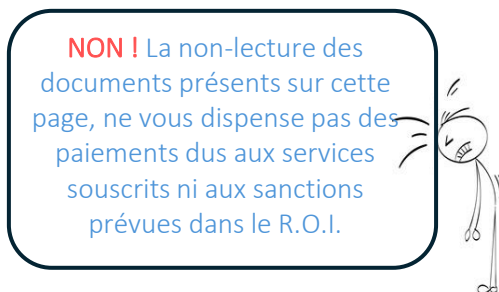 NON ! La non-lecture des
documents présents sur cette
page, ne vous dispense pas des
paiements dus aux services
souscrits ni aux sanctions
prévues dans le R.O.I.